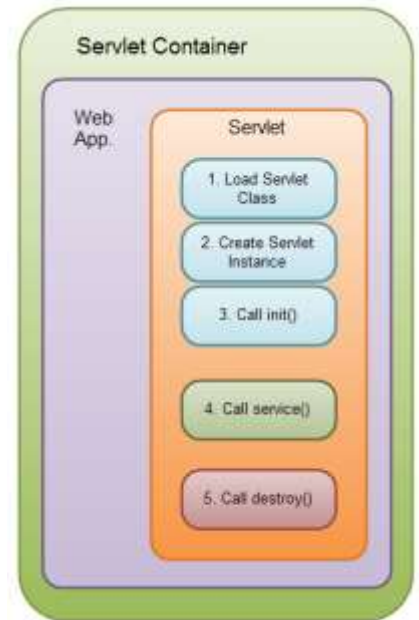 Servlet Container
Web
App.
Servlet
1. Load Servlet
Class
2. Create Servlet
Instance
3. Call init()
4. Call service()
5. Call destroy()